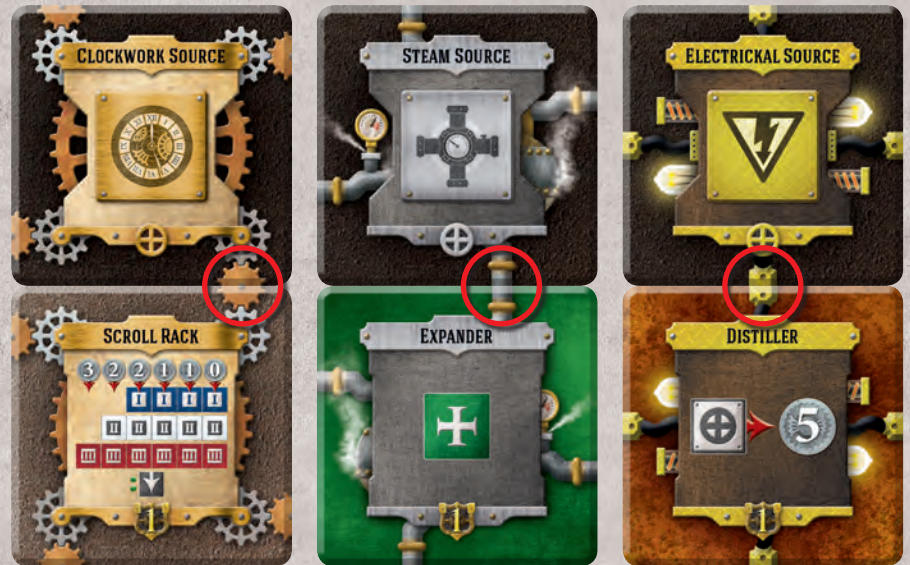 CLOCKWORK SOURCE
STEAM SOURCE
ELECTRICKAL SOURCE
SCROLL RACK
3 2 2 1 1 0
I I I I
II II II II II
III III III III III III
1
EXPANDER
1
DISTILLER
5
1